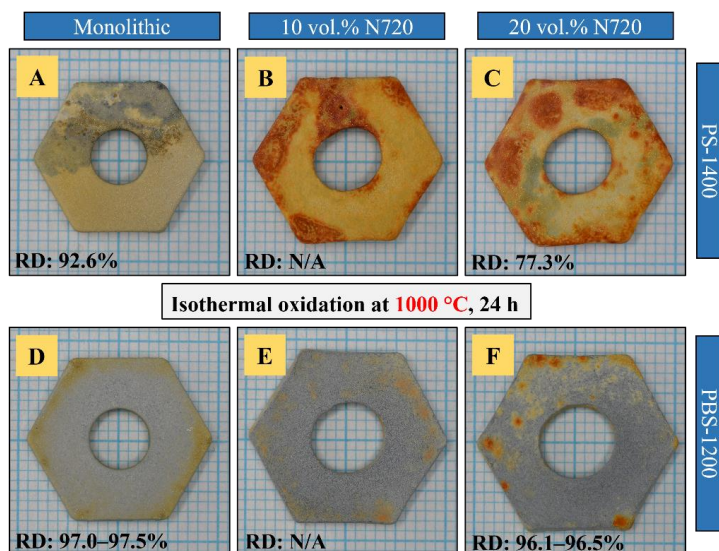 Monolithic
10 vol.% N720
20 vol.% N720
A
B
C
PS-1400
RD: 92.6%
RD: N/A
RD: 77.3%
Isothermal oxidation at 1000 °C, 24 h
D
E
F
PBS-1200
RD: 97.0–97.5%
RD: N/A
RD: 96.1–96.5%